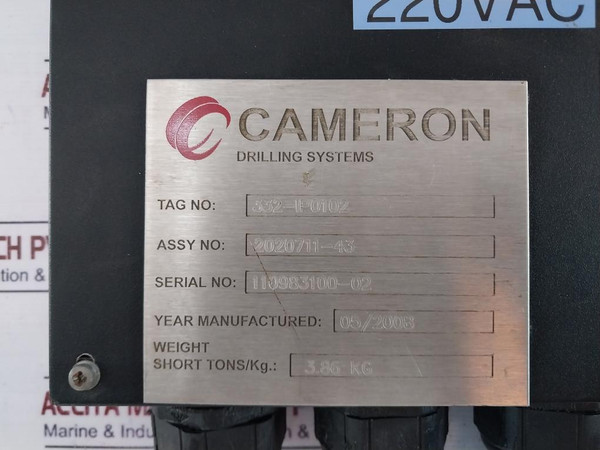 220VAC
CAMERON
DRILLING SYSTEMS
TAG NO:
ASSY NO: 2020711-43
SERIAL NO: 110983100-02
YEAR MANUFACTURED: 05/2008
WEIGHT
SHORT TONS/Kg.: 3.86 KG
Marine & Indu